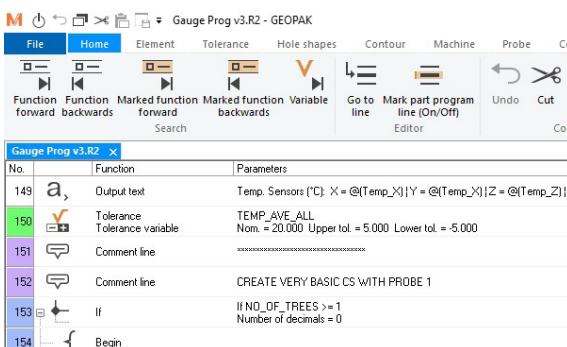 Gauge Prog v3.R2 - GEOPAK
File Home Element Tolerance Hole shapes Contour Machine Probe
Function forward
Function backwards
Marked function forward
Marked function backwards
Variable
Go to line
Mark part program line (On/Off)
Undo
Cut
Search
Editor
Co
Gauge Prog v3.R2 x
No. Function Parameters
149 a, Output text Temp. Sensors (°C): X = @(Temp_X)¦Y = @(Temp_X)¦Z = @(Temp_Z)¦
150 Tolerance TEMP_AVE_ALL
Tolerance variable Nom. = 20.000 Upper tol. = 5.000 Lower tol. = -5.000
151 Comment line
152 Comment line CREATE VERY BASIC CS WITH PROBE 1
153 If If NO_OF_TREES >= 1
Number of decimals = 0
154 Begin